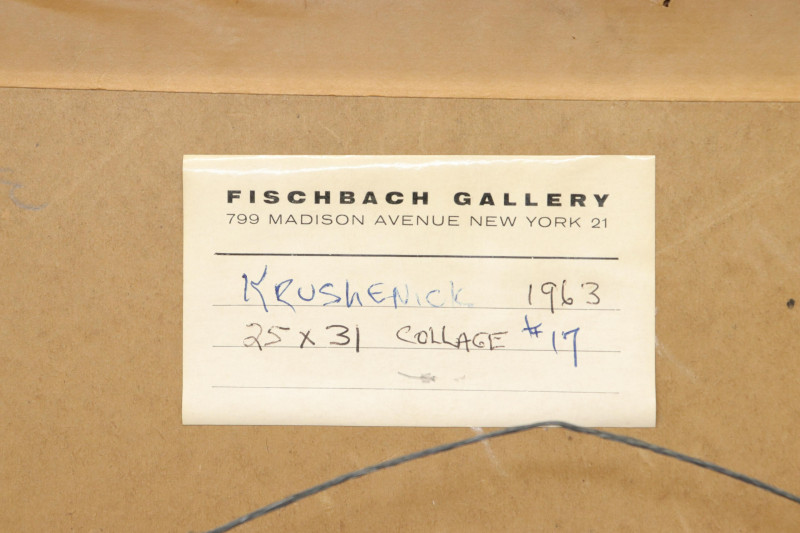 FISCHBACH GALLERY
799 MADISON AVENUE NEW YORK 21
KRUSHENICK 1963
25 x 31 COLLAGE #17